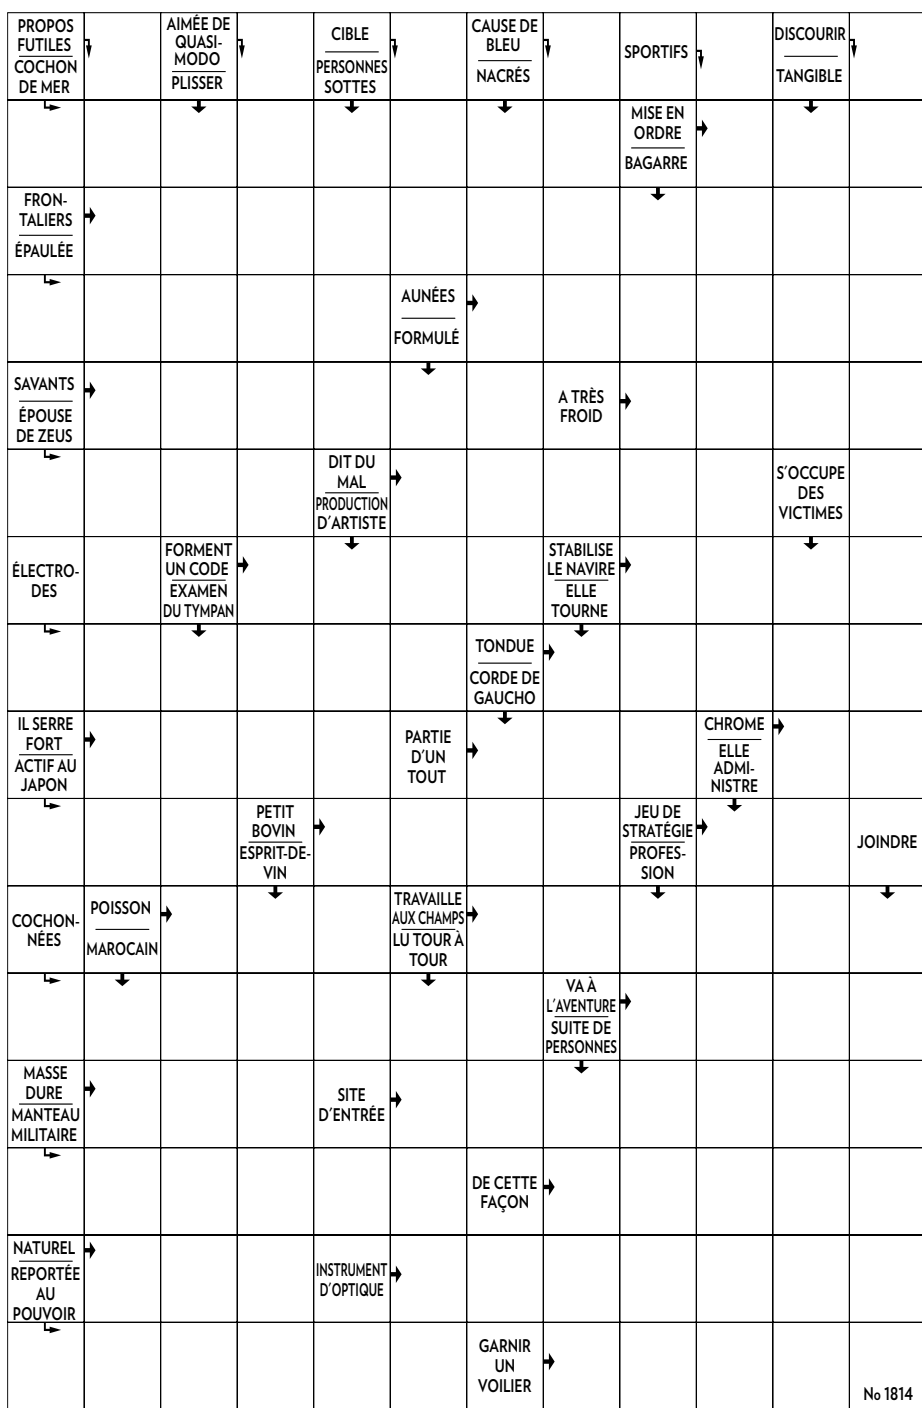 PROPOS
FUTILES
COCHON
DE MER
AIMÉE DE
QUASI-
MODO
PLISSER
CIBLE
PERSONNES
SOTTES
CAUSE DE
BLEU
NACRÉS
SPORTIFS
DISCOURIR
TANGIBLE
MISE EN
ORDRE
BAGARRE
FRON-
TALIERS
ÉPAULÉE
AUNÉES
FORMULÉ
SAVANTS
ÉPOUSE
DE ZEUS
A TRÈS
FROID
DIT DU
MAL
PRODUCTION
D'ARTISTE
S'OCCUPE
DES
VICTIMES
ÉLECTRO-
DES
FORMENT
UN CODE
EXAMEN
DU TYMPAN
STABILISE
LE NAVIRE
ELLE
TOURNE
TONDUE
CORDE DE
GAUCHO
IL SERRE
FORT
ACTIF AU
JAPON
PARTIE
D'UN
TOUT
CHROME
ELLE
ADMI-
NISTRE
PETIT
BOVIN
ESPRIT-DE-
VIN
JEU DE
STRATÉGIE
PROFES-
SION
JOINDRE
COCHON-
NÉES
POISSON
MAROCAIN
TRAVAILLE
AUX CHAMPS
LU TOUR À
TOUR
VA À
L'AVENTURE
SUITE DE
PERSONNES
MASSE
DURE
MANTEAU
MILITAIRE
SITE
D'ENTRÉE
DE CETTE
FAÇON
NATUREL
REPORTÉE
AU
POUVOIR
INSTRUMENT
D'OPTIQUE
GARNIR
UN
VOILIER
No 1814